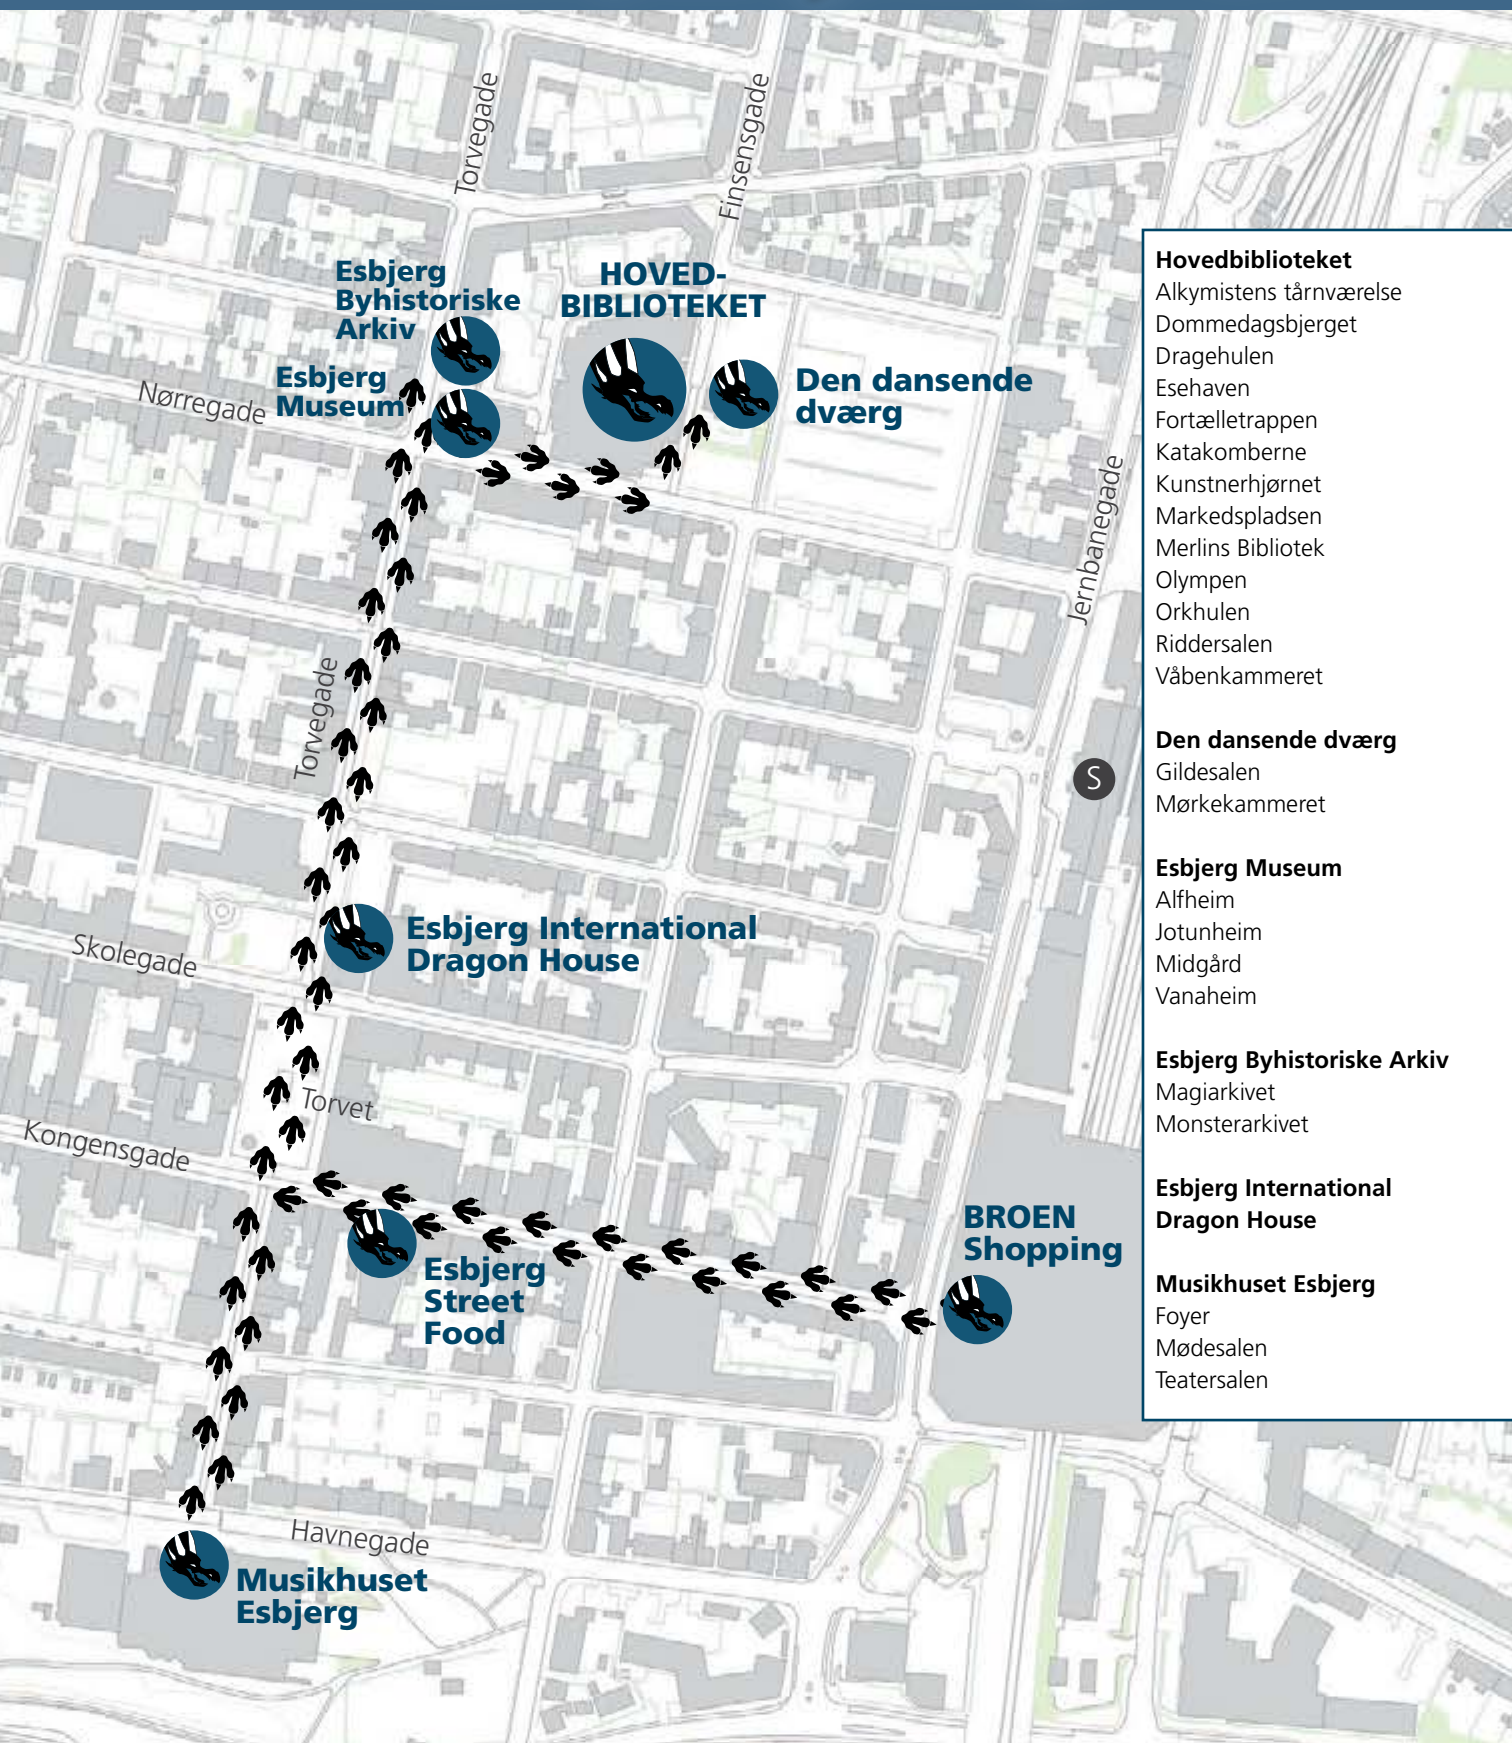 Torvegade
Finsensgade
Esbjerg
Byhistoriske
Arkiv
HOVED-
BIBLIOTEKET
Esbjerg
Museum
Den dansende
dværg
Nørregade
Jernbanegade
Torvegade
S
Esbjerg International
Dragon House
Skolegade
Torvet
Kongensgade
BROEN
Shopping
Esbjerg
Street
Food
Havnegade
Musikhuset
Esbjerg
Hovedbiblioteket
Alkymistens tårnværelse
Dommedagsbjerget
Dragehulen
Esehaven
Fortælletrappen
Katakomberne
Kunstnerhjørnet
Markedspladsen
Merlins Bibliotek
Olympen
Orkhulen
Riddersalen
Våbenkammeret
Den dansende dværg
Gildesalen
Mørkekammeret
Esbjerg Museum
Alfheim
Jotunheim
Midgård
Vanaheim
Esbjerg Byhistoriske Arkiv
Magiarkivet
Monsterarkivet
Esbjerg International
Dragon House
Musikhuset Esbjerg
Foyer
Mødesalen
Teatersalen